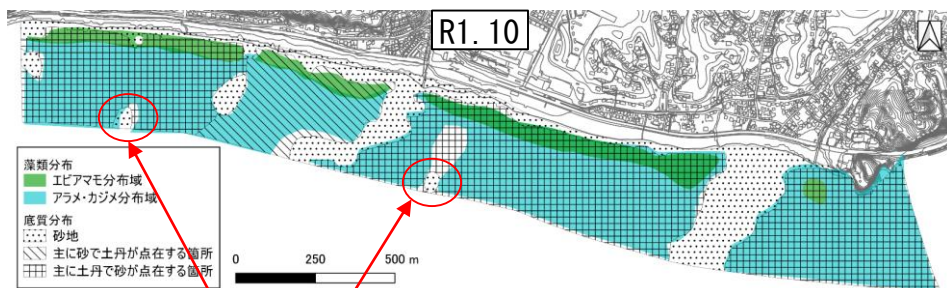 R1.10
藻類分布
エビアマモ分布域
アラメ・カジメ分布域
底質分布
砂地
主に砂で土丹が点在する箇所
主に土丹で砂が点在する箇所
0 250 500 m